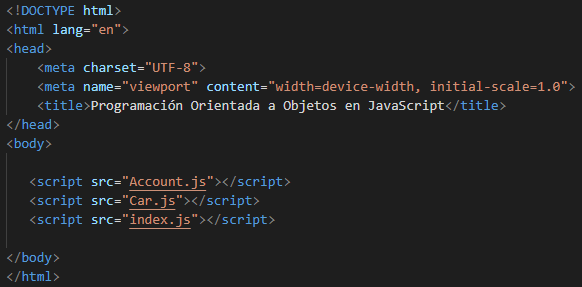 <!DOCTYPE html>
<html lang="en">
<head>
    <meta charset="UTF-8">
    <meta name="viewport" content="width=device-width, initial-scale=1.0">
    <title>Programación Orientada a Objetos en JavaScript</title>
</head>
<body>
   <script src="Account.js"></script>
   <script src="Car.js"></script>
   <script src="index.js"></script>
</body>
</html>